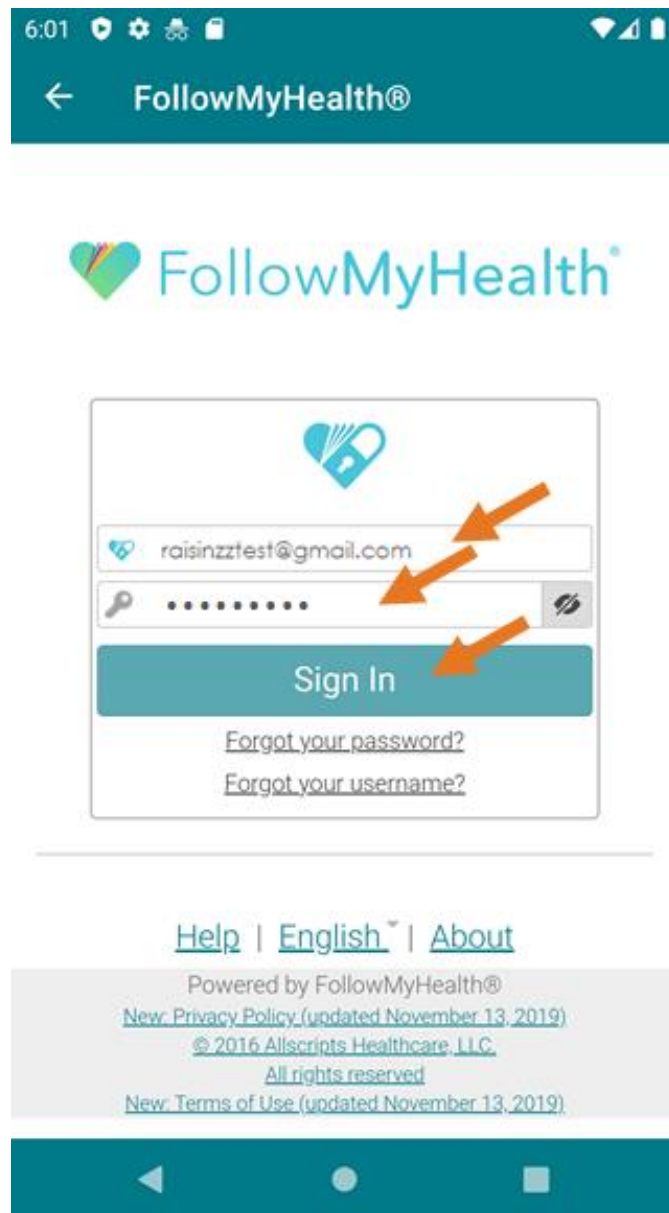 6:01
FollowMyHealth®
FollowMyHealth®
raisinzztest@gmail.com
•••••••••
Sign In
Forgot your password?
Forgot your username?
Help | English | About
Powered by FollowMyHealth®
New: Privacy Policy (updated November 13, 2019)
© 2016 Allscripts Healthcare, LLC.
All rights reserved
New: Terms of Use (updated November 13, 2019)